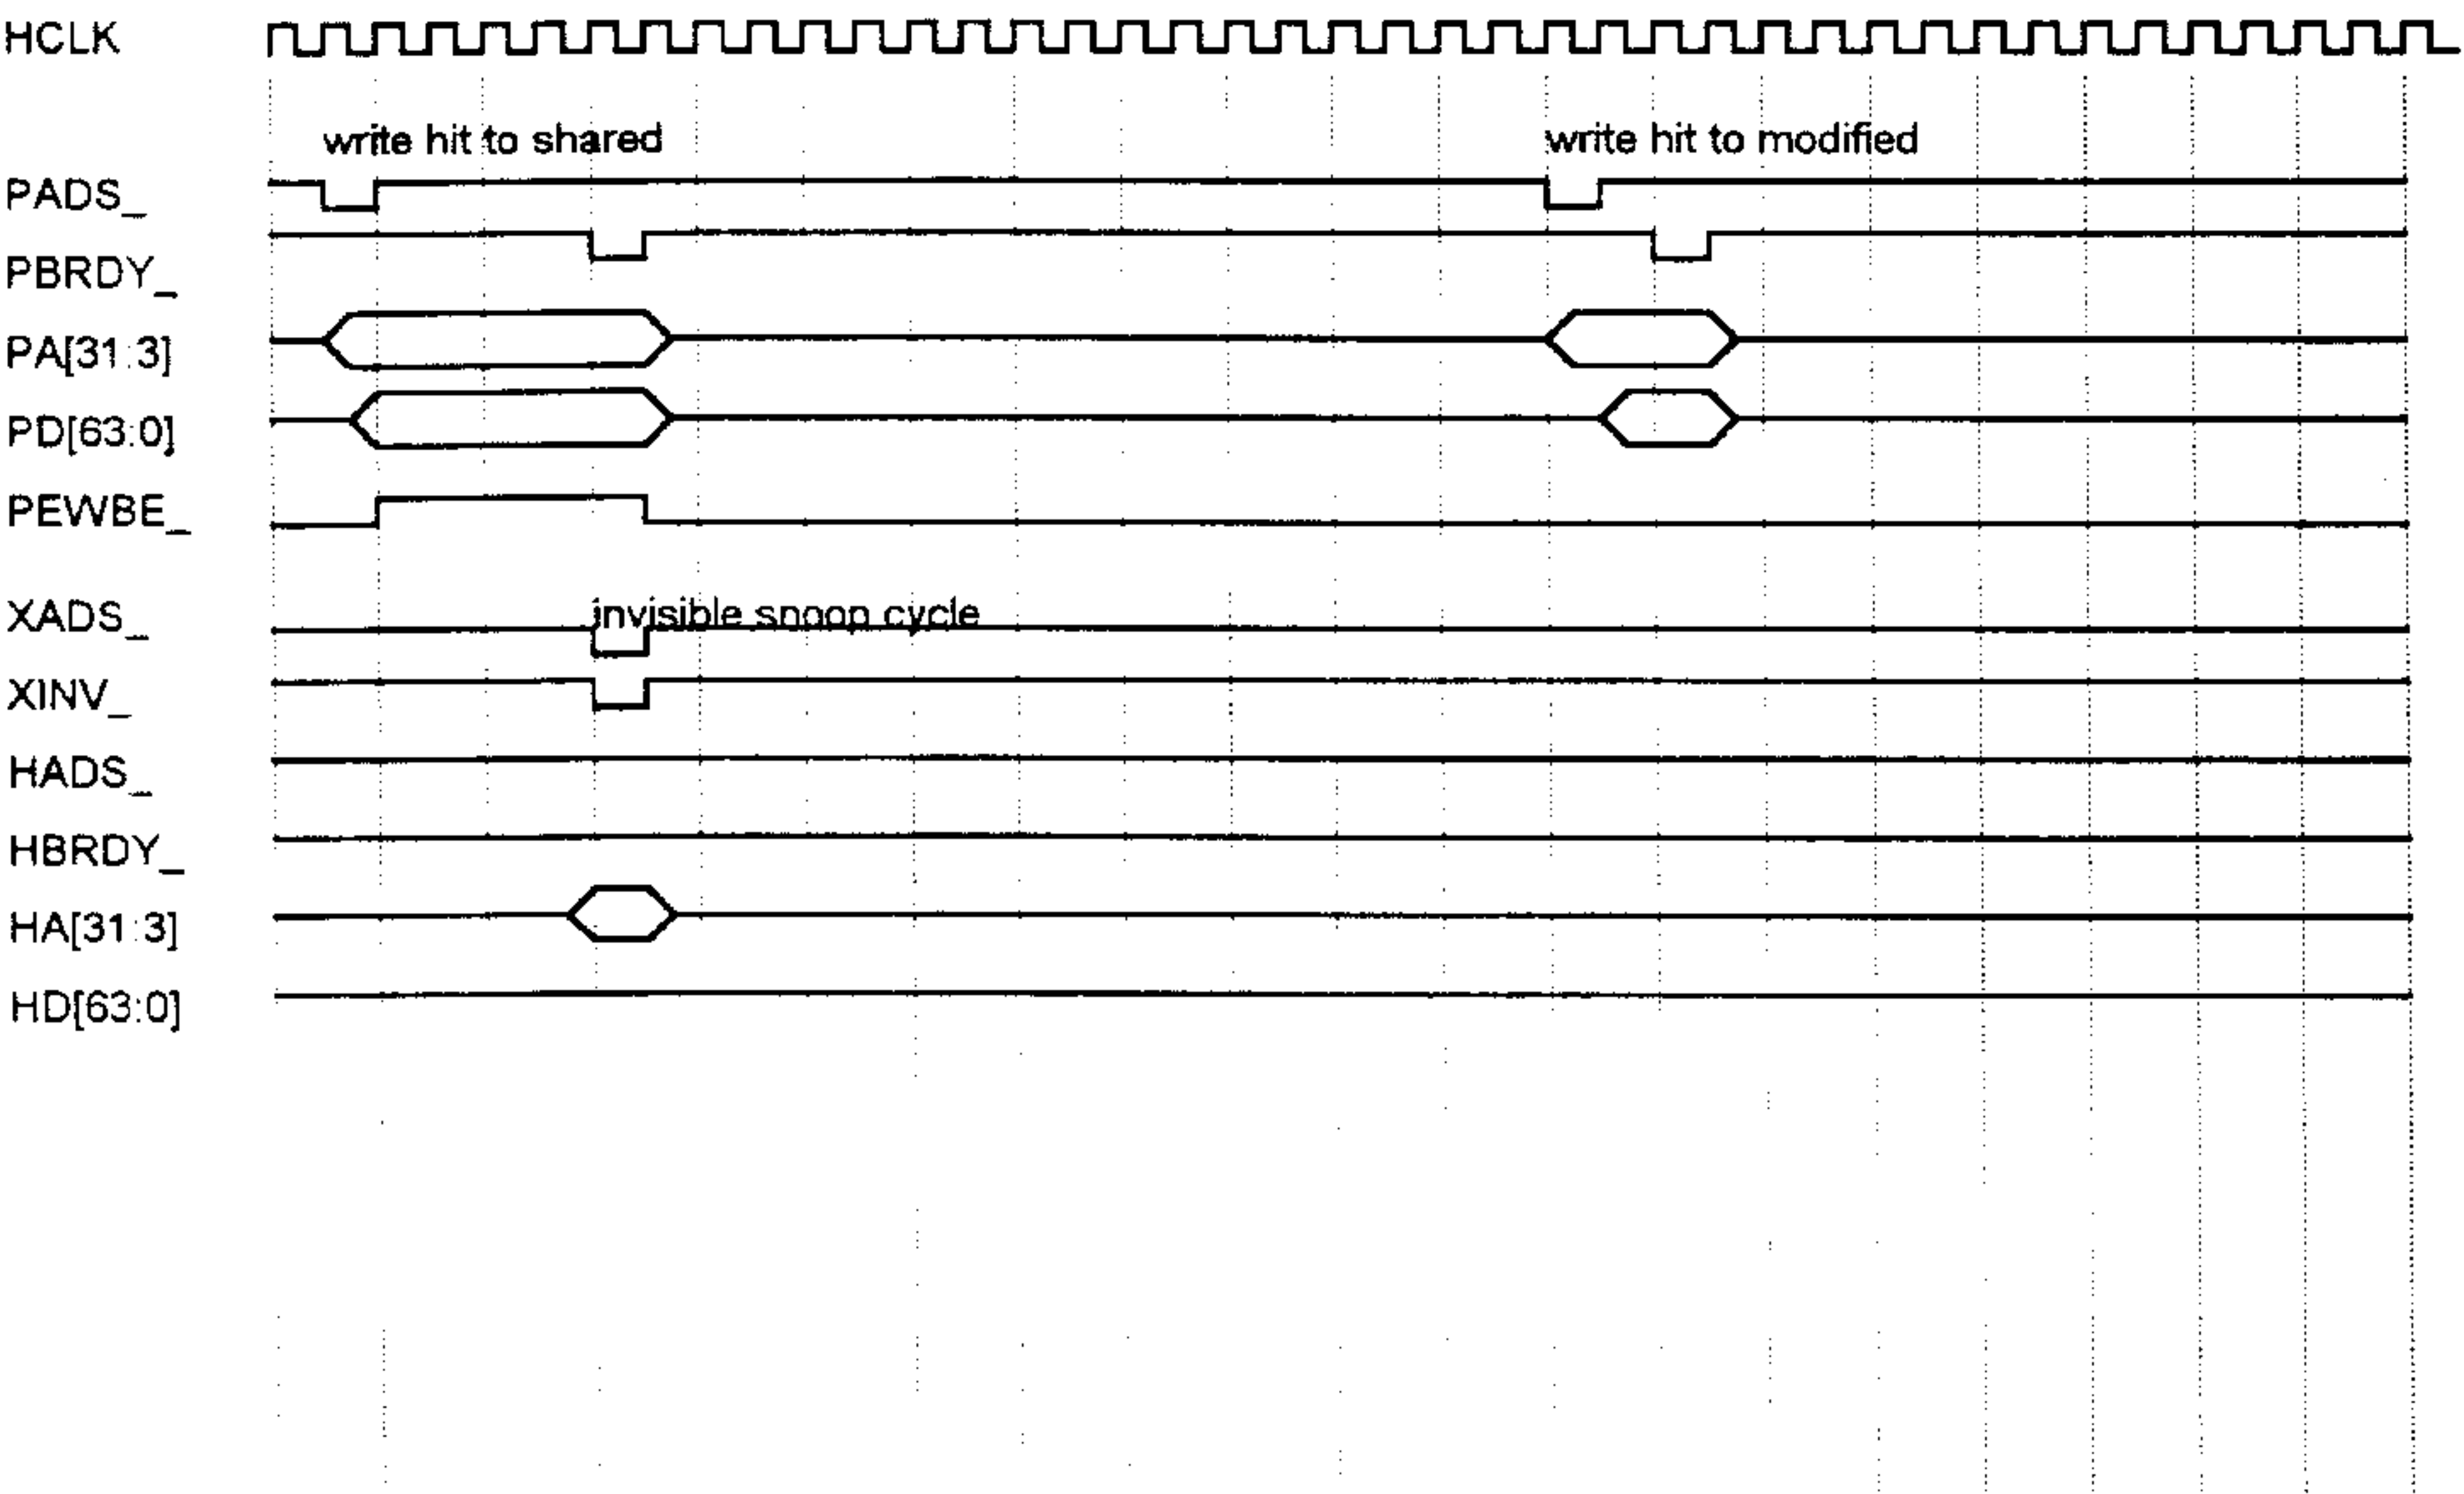 HCLK
write hit to shared
write hit to modified
PADS_
PBRDY_
PA[31:3]
PD[63:0]
PEWBE_
XADS_
invisible snoop cycle
XINV_
HADS_
HBRDY_
HA[31:3]
HD[63:0]